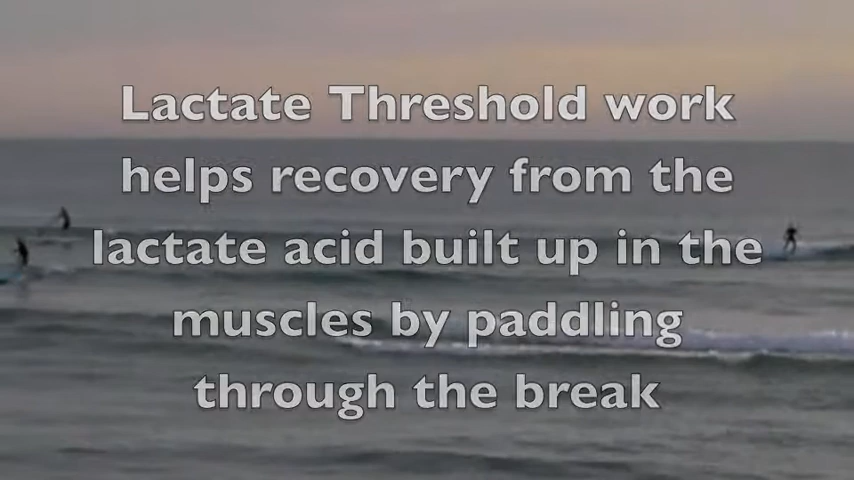 Lactate Threshold work
helps recovery from the
lactate acid built up in the
muscles by paddling
through the break